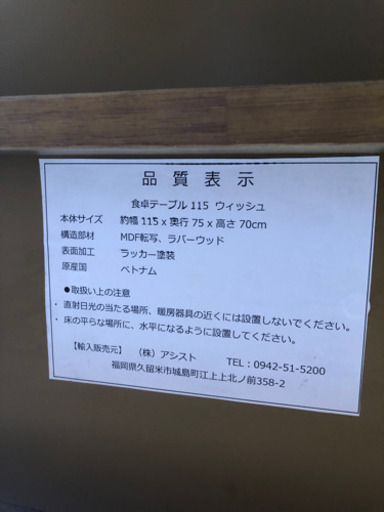 品質表示
食卓テーブル115 ウィッシュ
本体サイズ 約幅 115 x 奥行 75 x 高さ 70cm
構造部材 MDF転写、ラバーウッド
表面加工 ラッカー塗装
原産国 ベトナム
●取扱い上の注意
・直射日光の当たる場所、暖房器具の近くには設置しないでください。
・床の平らな場所に、水平になるように設置してください。
【輸入販売元】 （株）アシスト TEL：0942-51-5200
福岡県久留米市城島町江上上北ノ前358-2